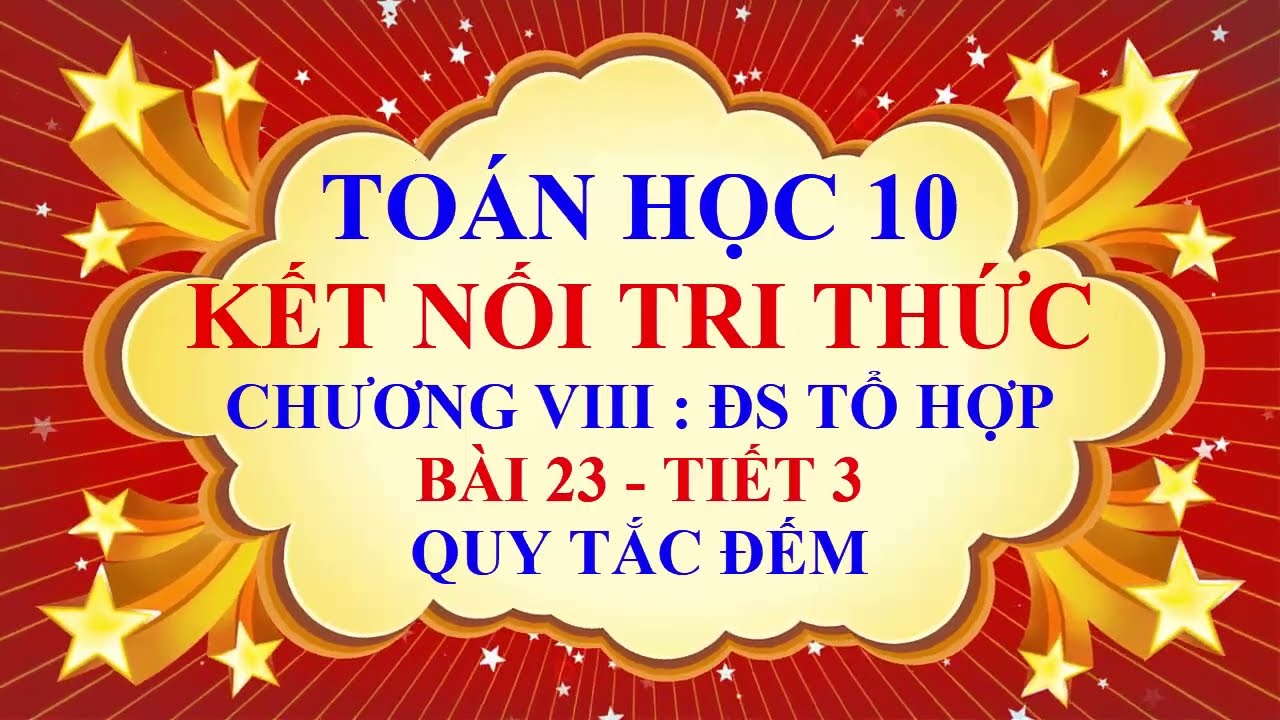 TOÁN HỌC 10
KẾT NỐI TRI THỨC
CHƯƠNG VIII : ĐS TỔ HỢP
BÀI 23 - TIẾT 3
QUY TẮC ĐẾM